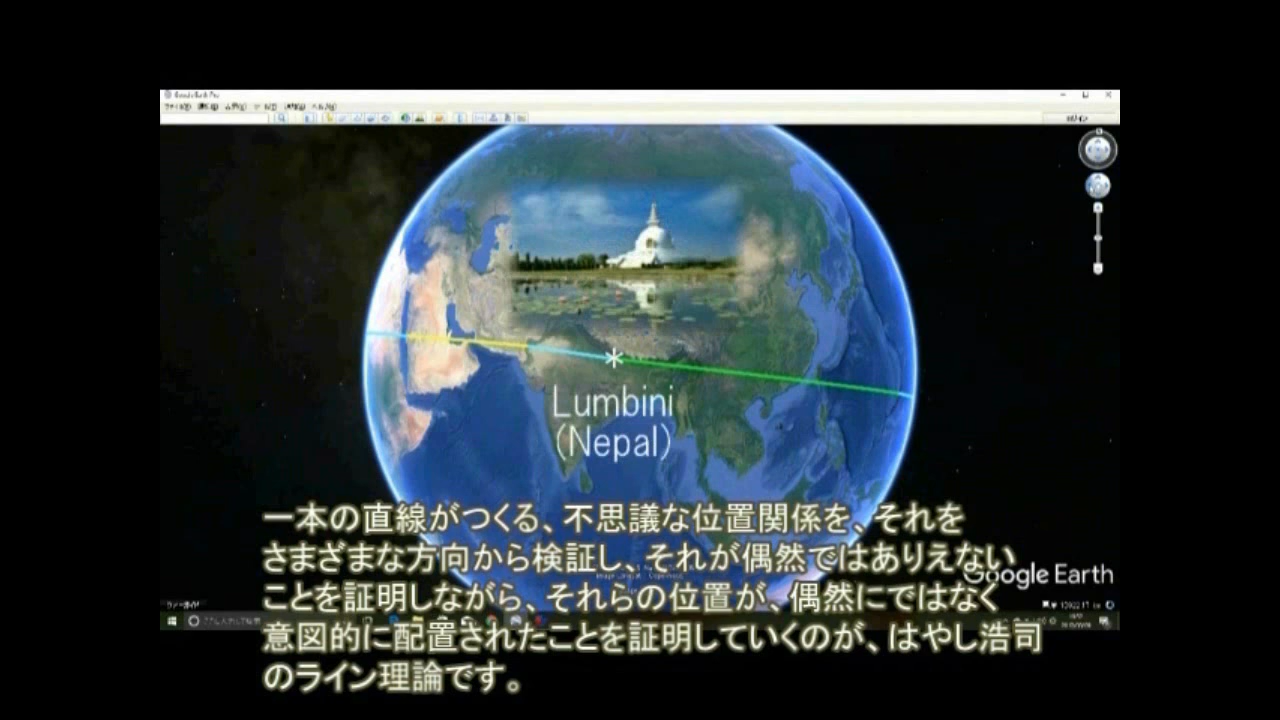 Google Earth Pro
Lumbini
(Nepal)
一本の直線がつくる、不思議な位置関係を、それを
さまざまな方向から検証し、それが偶然ではありえない
Google Earth
ことを証明しながら、それらの位置が、偶然にではなく
意図的に配置されたことを証明していくのが、はやし浩司
のライン理論です。